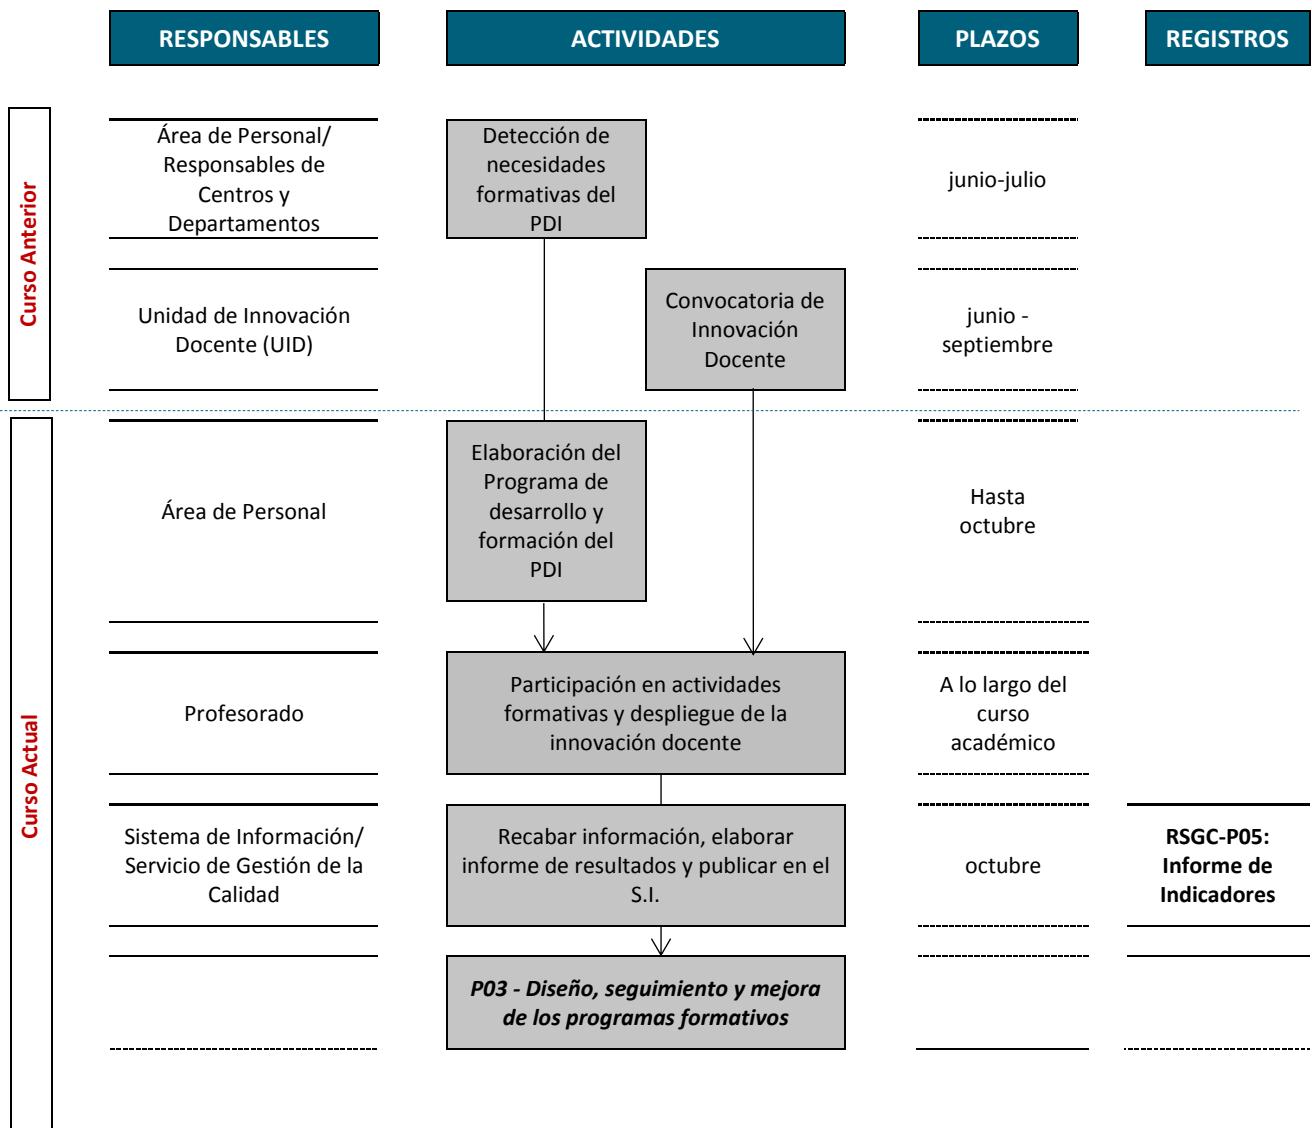 RESPONSABLES
ACTIVIDADES
PLAZOS
REGISTROS
Curso Anterior
Área de Personal/
Responsables de
Centros y
Departamentos
Detección de
necesidades
formativas del
PDI
junio-julio
Unidad de Innovación
Docente (UID)
Convocatoria de
Innovación
Docente
junio -
septiembre
Curso Actual
Área de Personal
Elaboración del
Programa de
desarrollo y
formación del
PDI
Hasta
octubre
Profesorado
Participación en actividades
formativas y despliegue de la
innovación docente
A lo largo del
curso
académico
Sistema de Información/
Servicio de Gestión de la
Calidad
Recabar información, elaborar
informe de resultados y publicar en el
S.I.
octubre
RSGC-P05:
Informe de
Indicadores
P03 - Diseño, seguimiento y mejora
de los programas formativos